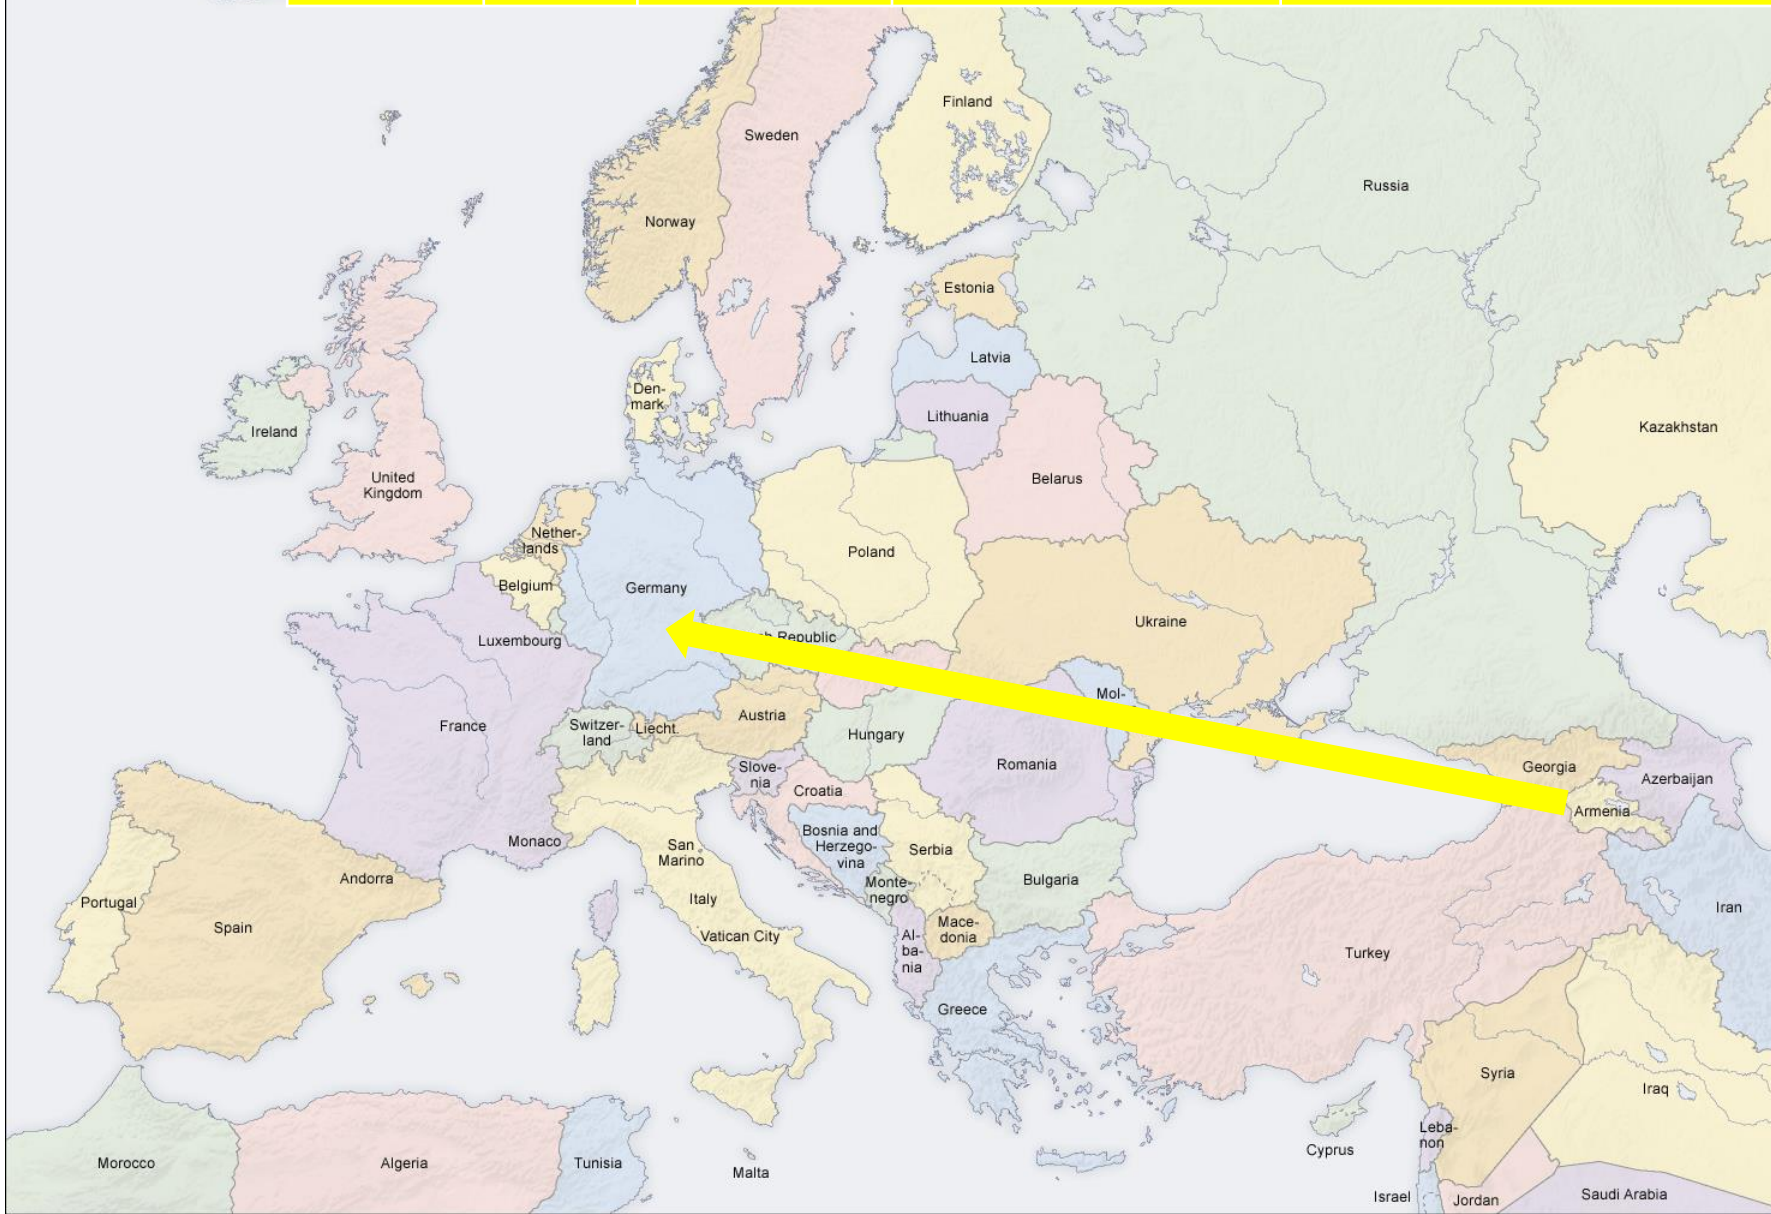 Finland
Sweden
Russia
Norway
Estonia
Latvia
Den-
mark
Lithuania
Ireland
Kazakhstan
United
Kingdom
Belarus
Nether-
lands
Poland
Belgium
Germany
Ukraine
Luxembourg
Republic
Mol-
France
Switzer-
land
Liecht.
Austria
Hungary
Romania
Slove-
nia
Croatia
Georgia
Azerbaijan
Armenia
Monaco
San
Marino
Bosnia and
Herzego-
vina
Serbia
Andorra
Monte-
negro
Bulgaria
Portugal
Spain
Italy
Vatican City
Al-
ba-
nia
Mace-
donia
Iran
Turkey
Greece
Syria
Iraq
Morocco
Algeria
Tunisia
Malta
Cyprus
Leba-
non
Israel
Jordan
Saudi Arabia